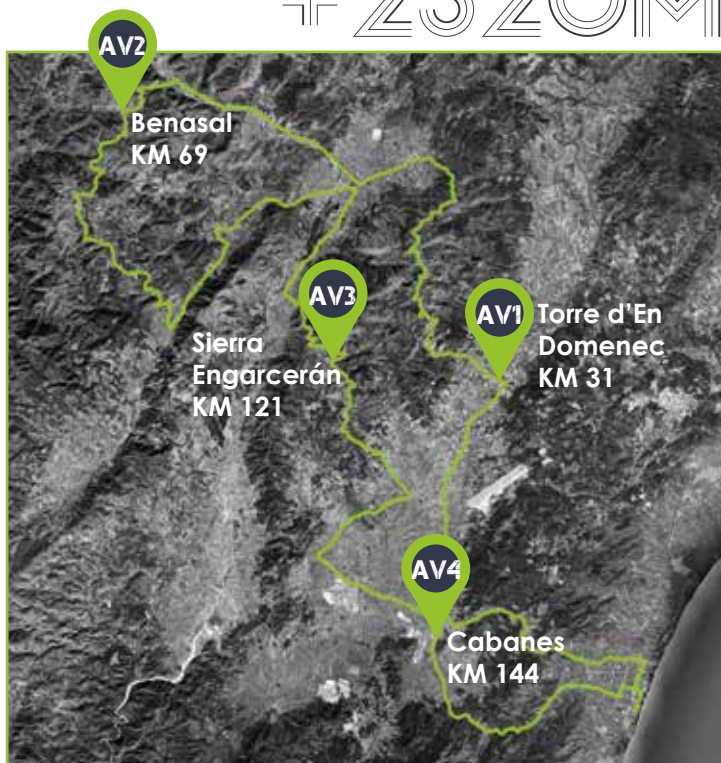 +2520M
AV2
Benasal
KM 69
AV3
AV1
Torre d'En
Domenec
KM 31
Sierra
Engarcerán
KM 121
AV4
Cabanes
KM 144